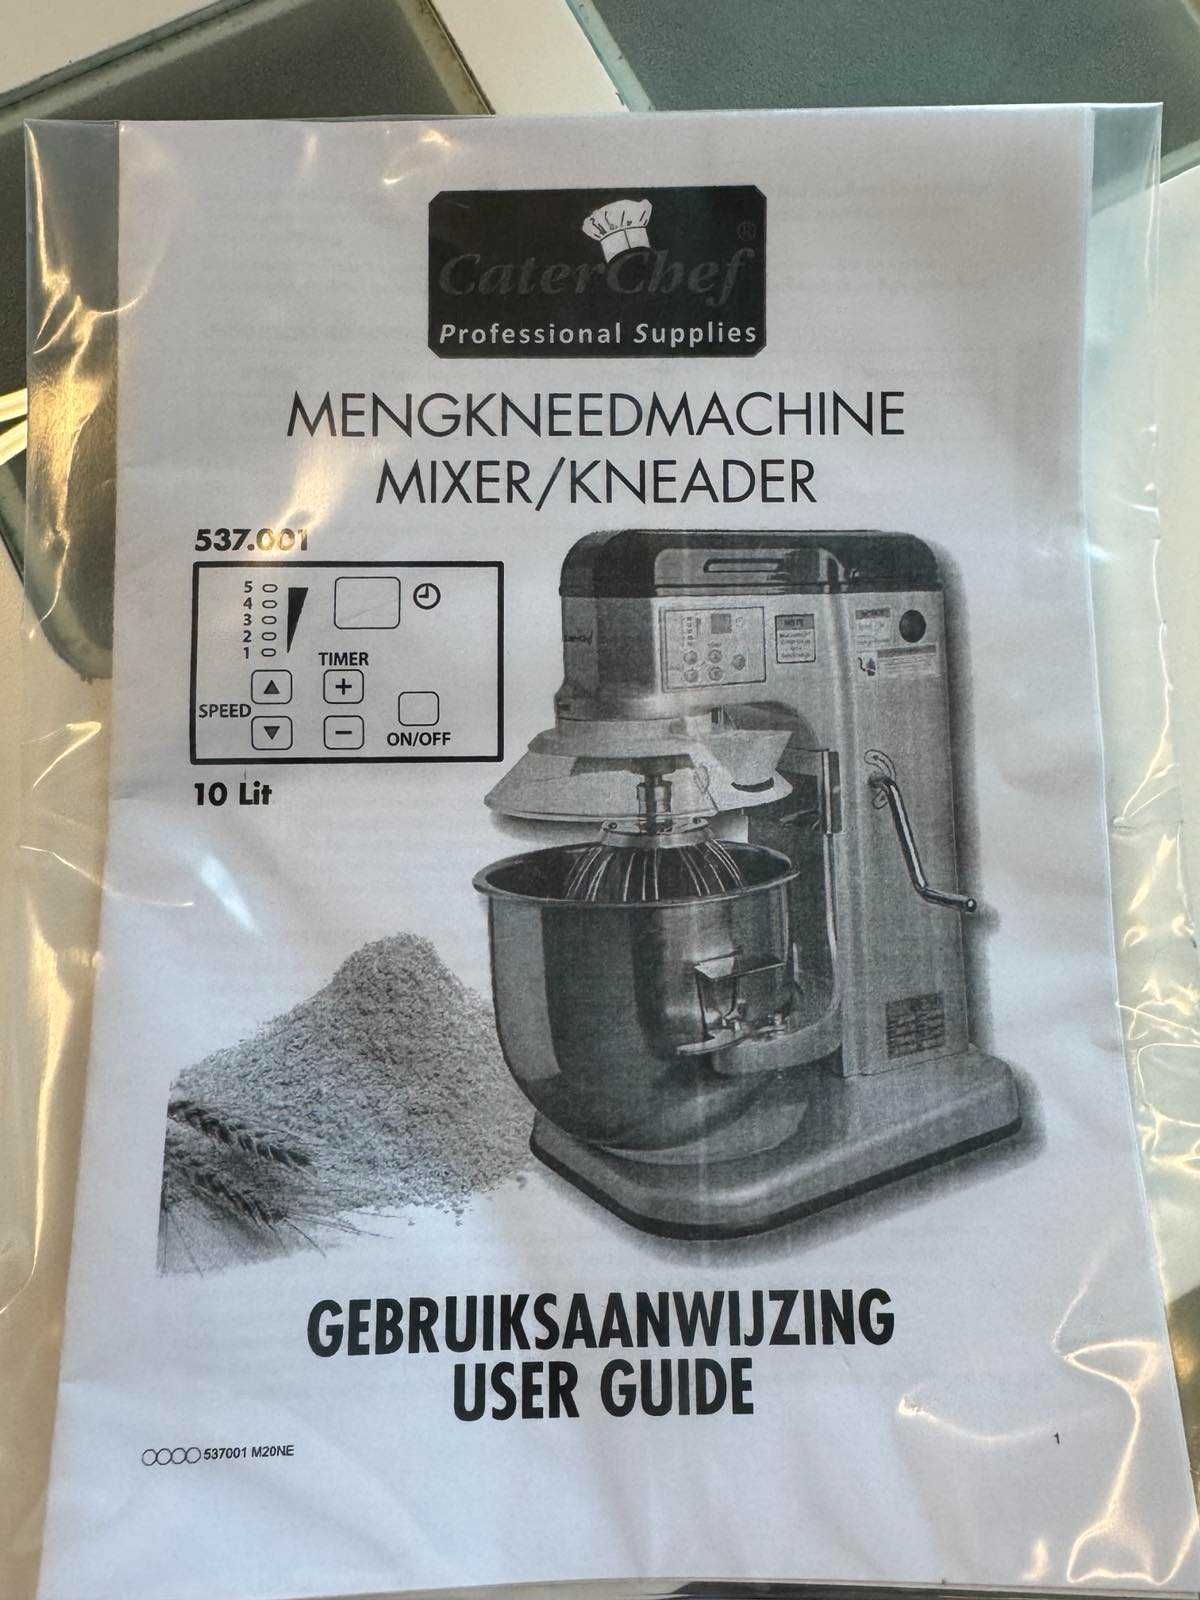 CaterChef ®
Professional Supplies
MENGKNEEDMACHINE
MIXER/KNEADER
537.001
5
4
3
2
1
TIMER
+
SPEED
−
ON/OFF
10 Lit
GEBRUIKSAANWIJZING
USER GUIDE
537001 M20NE
1